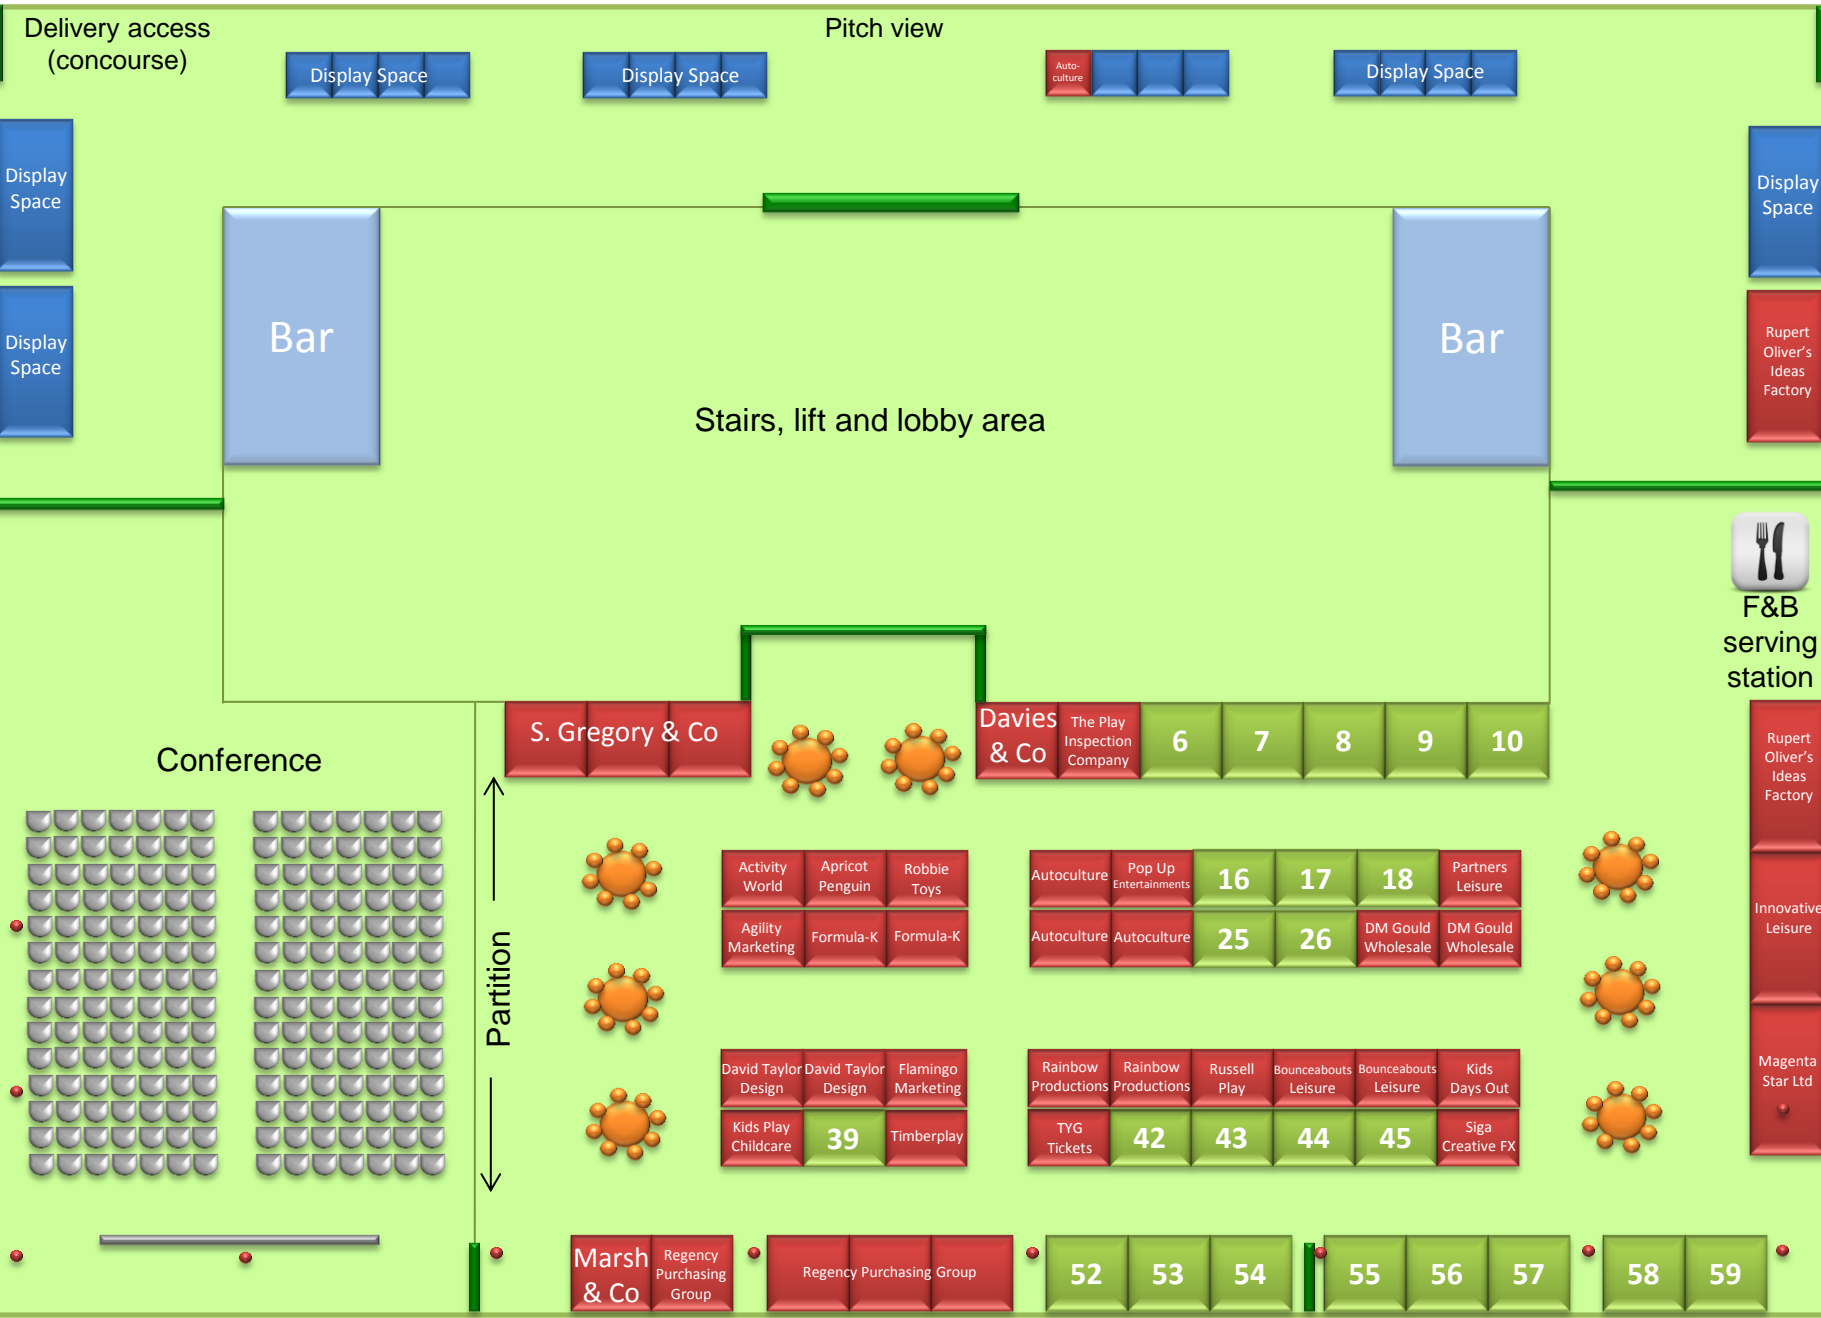 Delivery access
(concourse)
Pitch view
Display Space
Display Space
Auto-
culture
Display Space
Display
Space
Display
Space
Display
Space
Rupert
Oliver's
Ideas
Factory
Bar
Bar
Stairs, lift and lobby area
F&B
serving
station
Conference
Partition
S. Gregory & Co
Davies
& Co
The Play
Inspection
Company
6
7
8
9
10
Rupert
Oliver's
Ideas
Factory
Innovative
Leisure
Magenta
Star Ltd
Activity
World
Apricot
Penguin
Robbie
Toys
Agility
Marketing
Formula-K
Formula-K
Autoculture
Pop Up
Entertainments
16
17
18
Partners
Leisure
Autoculture
Autoculture
25
26
DM Gould
Wholesale
DM Gould
Wholesale
David Taylor
Design
David Taylor
Design
Flamingo
Marketing
Kids Play
Childcare
39
Timberplay
Rainbow
Productions
Rainbow
Productions
Russell
Play
Bounceabouts
Leisure
Bounceabouts
Leisure
Kids
Days Out
TYG
Tickets
42
43
44
45
Siga
Creative FX
Marsh
& Co
Regency
Purchasing
Group
Regency Purchasing Group
52
53
54
55
56
57
58
59